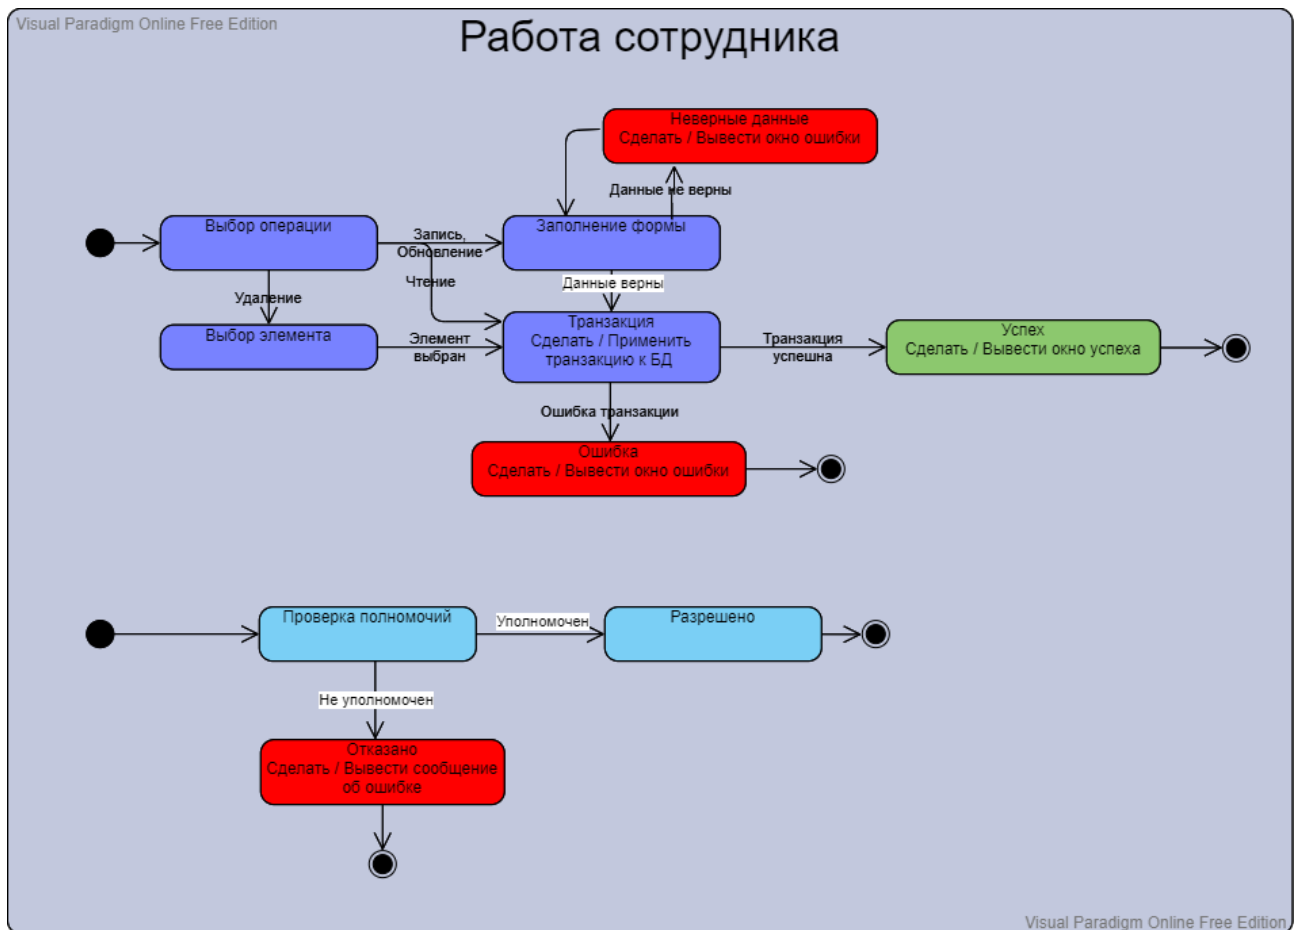 Visual Paradigm Online Free Edition
Работа сотрудника
Неверные данные
Сделать / Вывести окно ошибки
Данные не верны
Выбор операции
Запись,
Обновление
Заполнение формы
Чтение
Данные верны
Удаление
Выбор элемента
Элемент
выбран
Транзакция
Сделать / Применить
транзакцию к БД
Транзакция
успешна
Успех
Сделать / Вывести окно успеха
Ошибка транзакции
Ошибка
Сделать / Вывести окно ошибки
Проверка полномочий
Уполномочен
Разрешено
Не уполномочен
Отказано
Сделать / Вывести сообщение
об ошибке
Visual Paradigm Online Free Edition